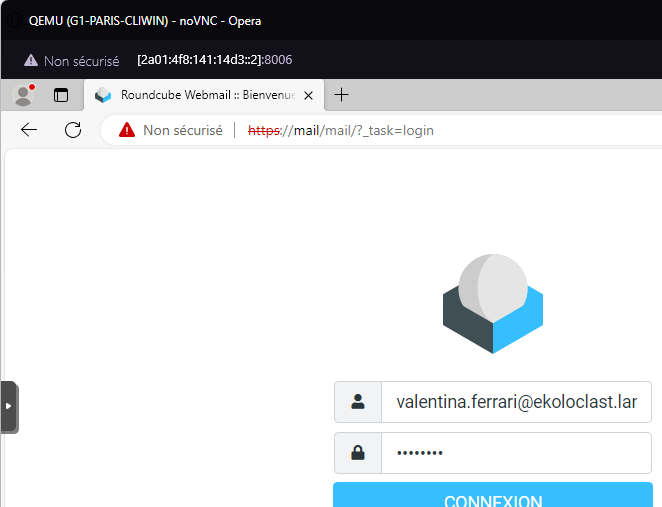 QEMU (G1-PARIS-CLIWIN) - noVNC - Opera
Non sécurisé [2a01:4f8:141:14d3::2]:8006
Roundcube Webmail :: Bienvenue
Non sécurisé https://mail/mail/?_task=login
valentina.ferrari@ekoloclast.lan
••••••••
CONNEXION